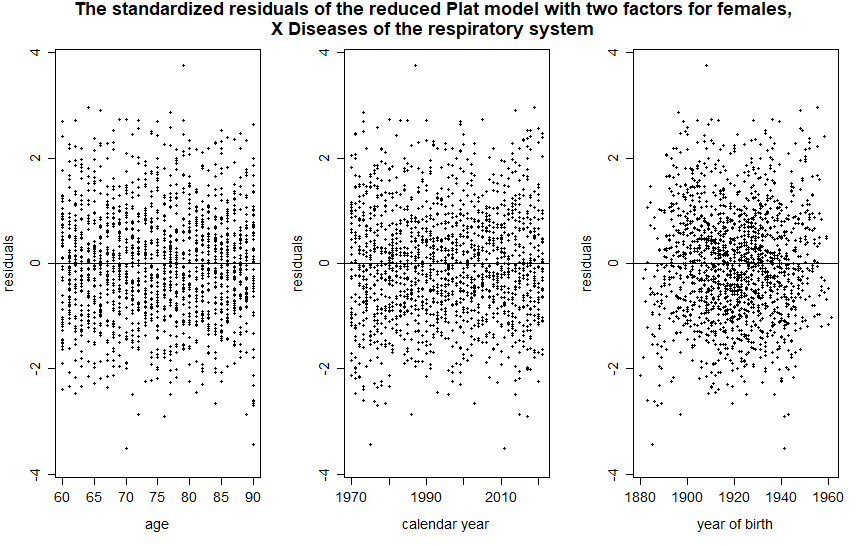 The standardized residuals of the reduced Plat model with two factors for females,
X Diseases of the respiratory system
residuals
-4
-2
0
2
4
60 65 70 75 80 85 90
age
residuals
-4
-2
0
2
4
1970 1990 2010
calendar year
residuals
-4
-2
0
2
4
1880 1900 1920 1940 1960
year of birth